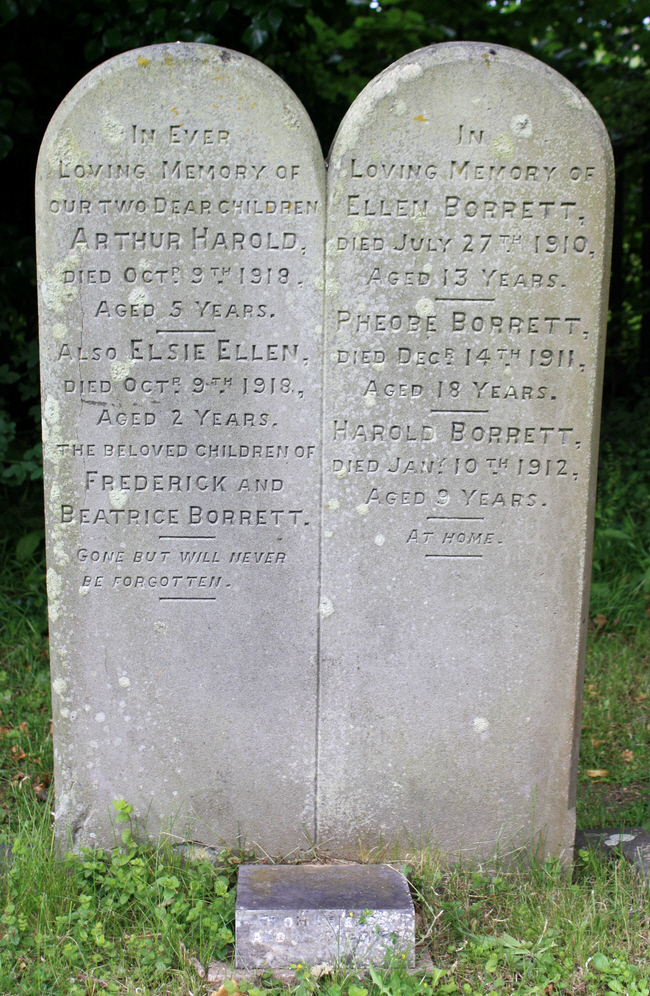 In Ever
Loving Memory of
our two Dear children
Arthur Harold,
died Octr. 9th 1918.
Aged 5 Years.
Also Elsie Ellen,
died Octr. 9th 1918,
Aged 2 Years.
The beloved children of
Frederick and
Beatrice Borrett.
Gone but will never
be forgotten.
In
Loving Memory of
Ellen Borrett,
died July 27th 1910,
Aged 13 Years.
Pheobe Borrett,
died Decr. 14th 1911,
Aged 18 Years.
Harold Borrett,
died Jany. 10th 1912,
Aged 9 Years.
At home.